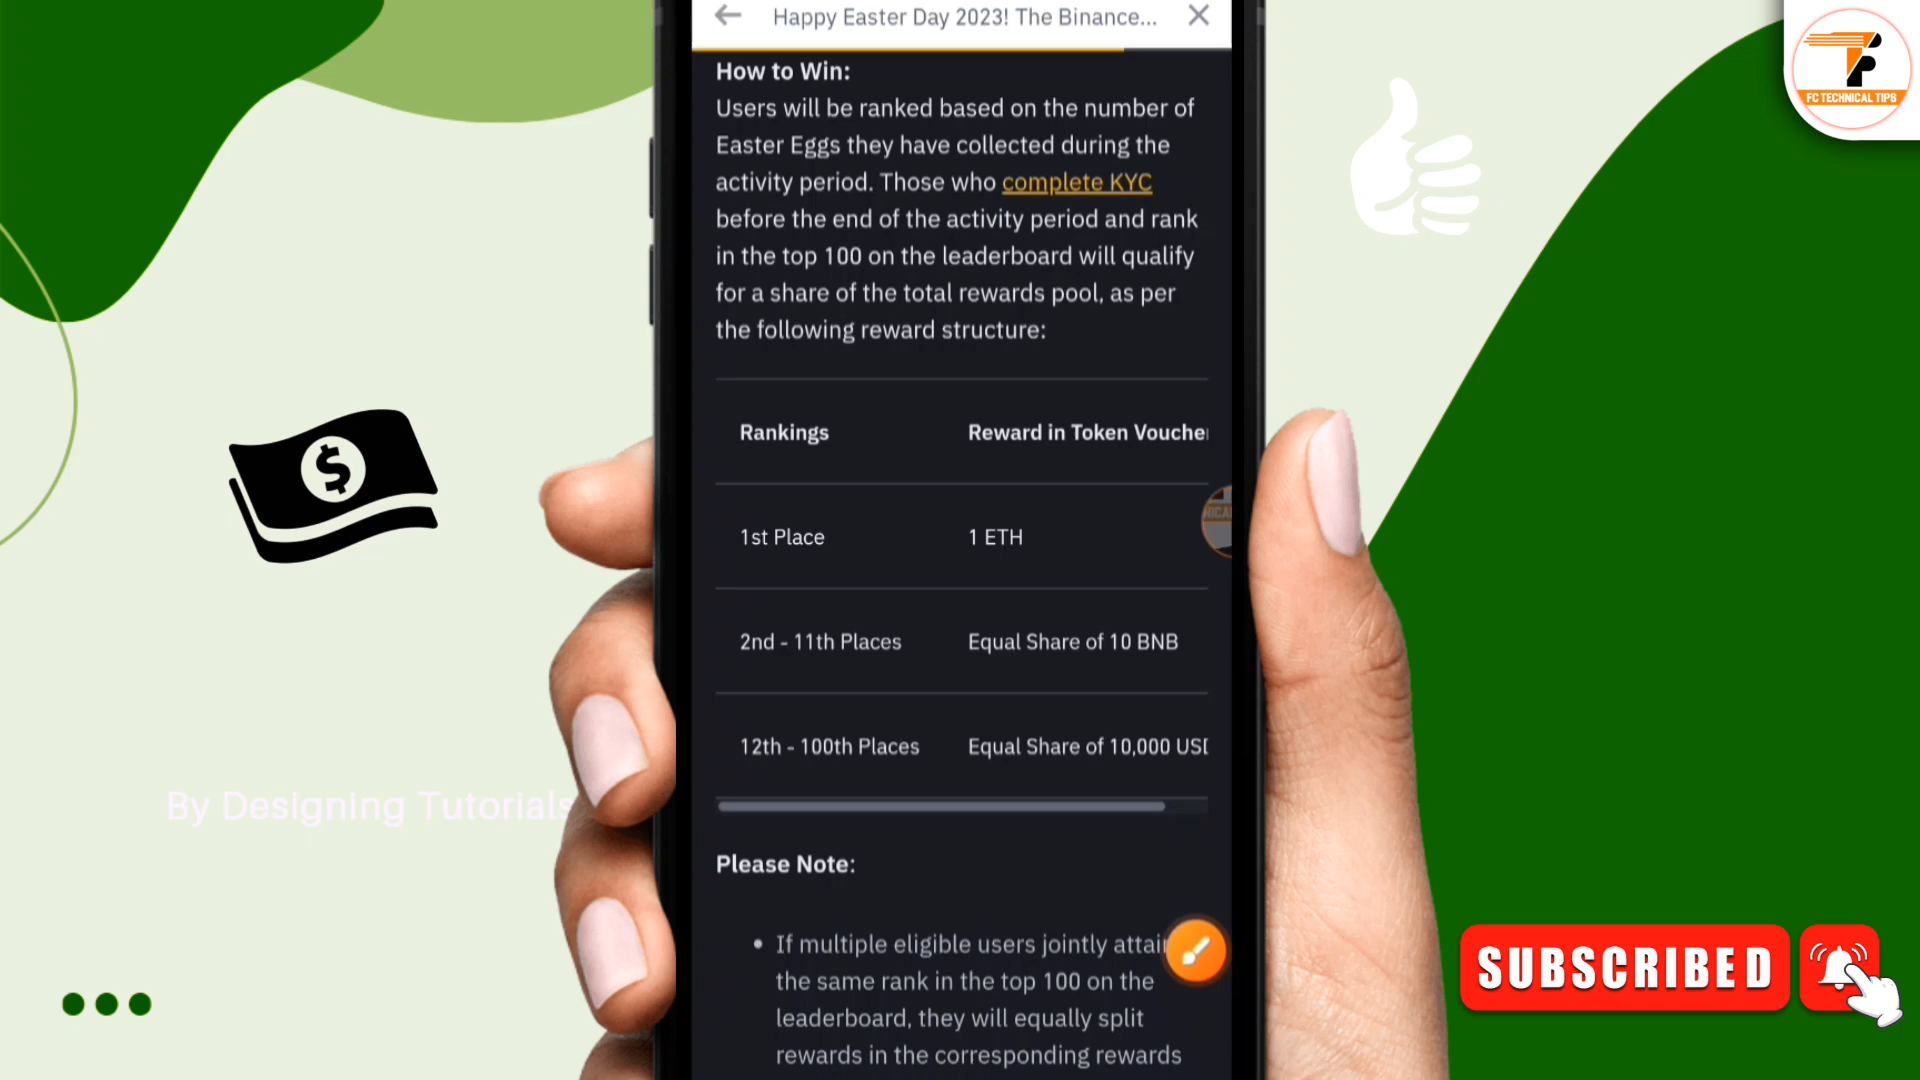 Happy Easter Day 2023! The Binance...
How to Win:
Users will be ranked based on the number of
Easter Eggs they have collected during the
activity period. Those who complete KYC
before the end of the activity period and rank
in the top 100 on the leaderboard will qualify
for a share of the total rewards pool, as per
the following reward structure:
Rankings Reward in Token Voucher
1st Place 1 ETH
2nd - 11th Places Equal Share of 10 BNB
12th - 100th Places Equal Share of 10,000
Please Note:
• If multiple eligible users jointly attain
the same rank in the top 100 on the
leaderboard, they will equally split
rewards in the corresponding rewards
FC TECHNICAL TIPS
$
By Designing Tutorials
SUBSCRIBED